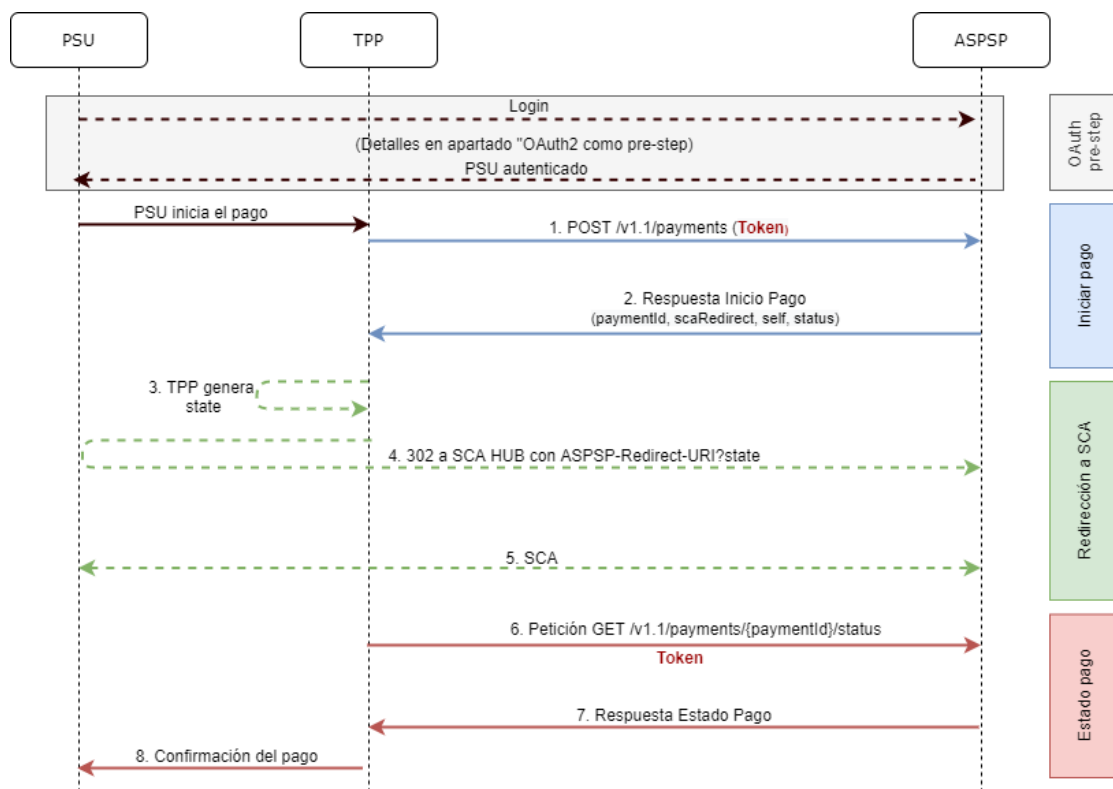 PSU
TPP
ASPSP
Login
(Detalles en apartado "OAuth2 como pre-step)
PSU autenticado
OAuth
pre-step
PSU inicia el pago
1. POST /v1.1/payments (Token)
2. Respuesta Inicio Pago
(paymentId, scaRedirect, self, status)
Iniciar pago
3. TPP genera
state
4. 302 a SCA HUB con ASPSP-Redirect-URI?state
5. SCA
Redirección a SCA
6. Petición GET /v1.1/payments/{paymentId}/status
Token
7. Respuesta Estado Pago
8. Confirmación del pago
Estado pago